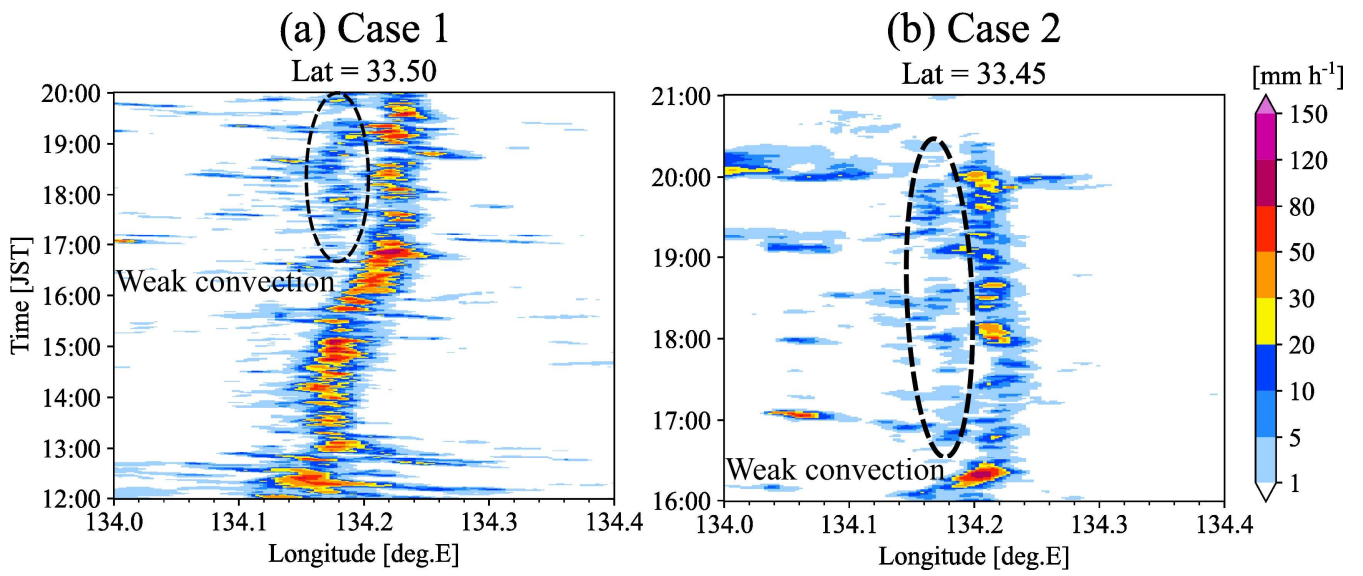 (a) Case 1
Lat = 33.50
20:00
19:00
18:00
17:00
16:00
15:00
14:00
13:00
12:00
Time [JST]
Weak convection
134.0 134.1 134.2 134.3 134.4
Longitude [deg.E]
(b) Case 2
Lat = 33.45
21:00
20:00
19:00
18:00
17:00
16:00
Weak convection
134.0 134.1 134.2 134.3 134.4
Longitude [deg.E]
[mm h⁻¹]
150
120
80
50
30
20
10
5
1